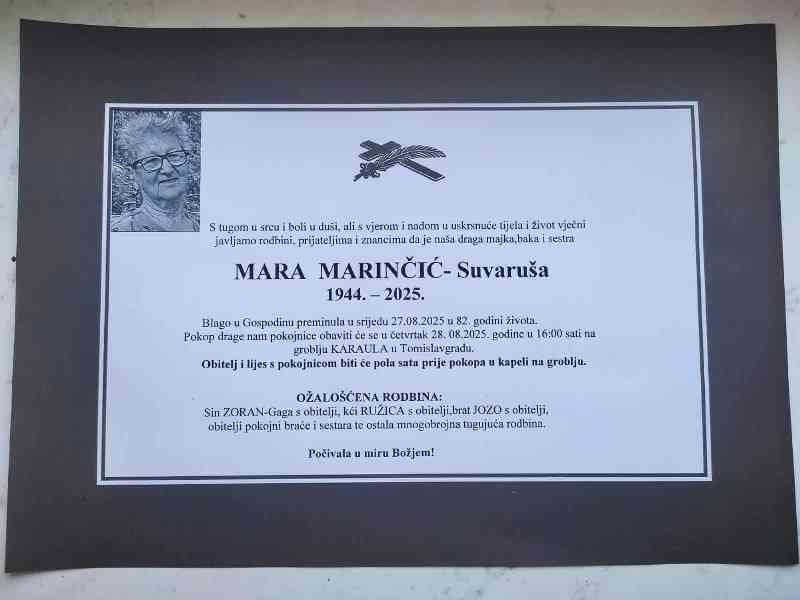 S tugom u srcu i boli u duši, ali s vjerom i nadom u uskrsnuće tijela i život vječni
javljamo rodbini, prijateljima i znancima da je naša draga majka,baka i sestra
MARA MARINČIĆ- Suvaruša
1944. – 2025.
Blago u Gospodinu preminula u srijedu 27.08.2025 u 82. godini života.
Pokop drage nam pokojnice obaviti će se u četvrtak 28. 08.2025. godine u 16:00 sati na
groblju KARAULA u Tomislavgradu.
Obitelj i lijes s pokojnicom biti će pola sata prije pokopa u kapeli na groblju.
OŽALOŠĆENA RODBINA:
Sin ZORAN-Gaga s obitelji, kći RUŽICA s obitelji,brat JOZO s obitelji,
obitelji pokojni braće i sestara te ostala mnogobrojna tugujuća rodbina.
Počivala u miru Božjem!